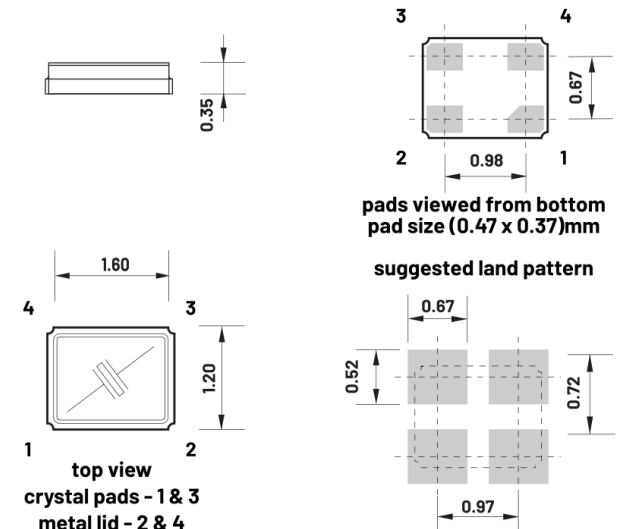 0.35
3 4
0.67
2 1
0.98
pads viewed from bottom
pad size (0.47 x 0.37)mm
1.60
4 3
1.20
1 2
top view
crystal pads - 1 & 3
metal lid - 2 & 4
suggested land pattern
0.67
0.52
0.72
0.97